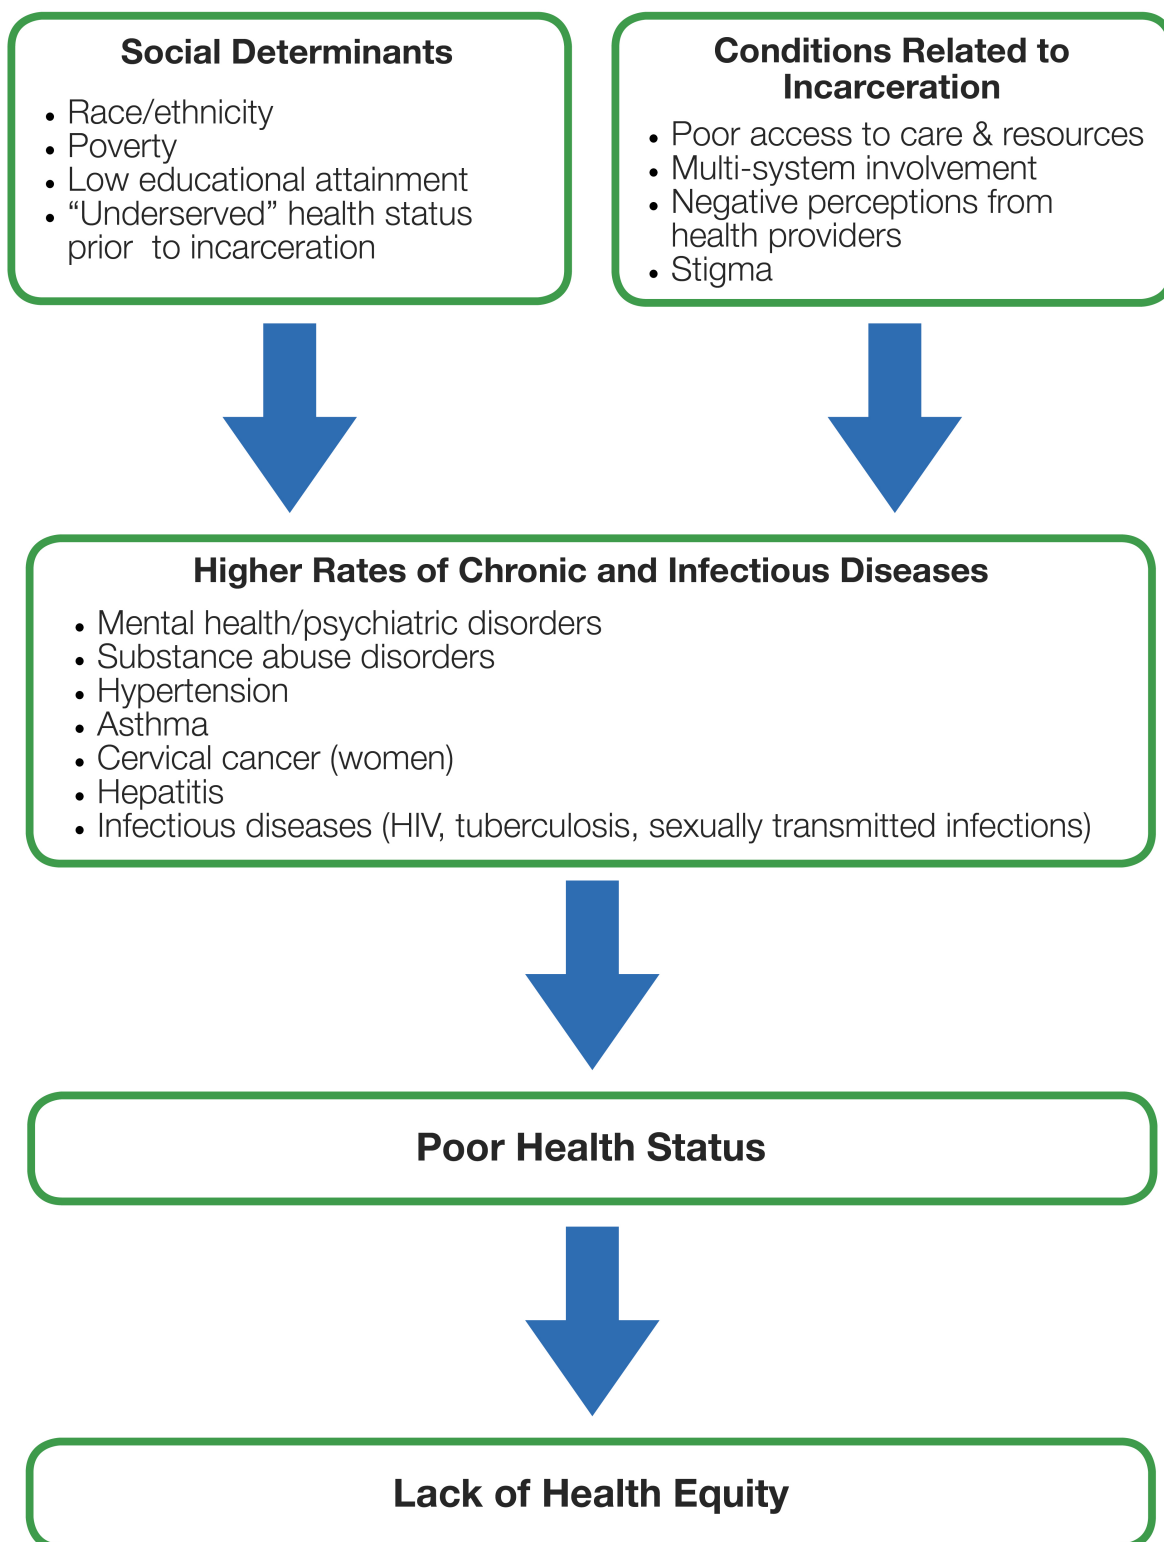 Social Determinants
• Race/ethnicity
• Poverty
• Low educational attainment
• “Underserved” health status
prior  to incarceration
Conditions Related to
Incarceration
• Poor access to care & resources
• Multi-system involvement
• Negative perceptions from
health providers
• Stigma
Higher Rates of Chronic and Infectious Diseases
• Mental health/psychiatric disorders
• Substance abuse disorders
• Hypertension
• Asthma
• Cervical cancer (women)
• Hepatitis
• Infectious diseases (HIV, tuberculosis, sexually transmitted infections)
Poor Health Status
Lack of Health Equity